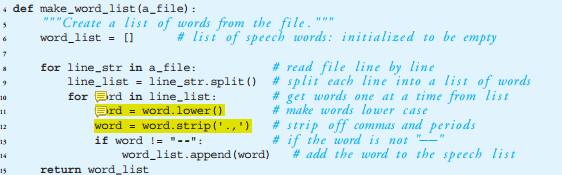 4 def make_word_list(a_file):
5 """Create a list of words from the file."""
6 word_list = [] # list of speech words: initialized to be empty
7
8 for line_str in a_file: # read file line by line
9 line_list = line_str.split() # split each line into a list of words
10 for ord in line_list: # get words one at a time from list
11 ord = word.lower() # make words lower case
12 word = word.strip('.,') # strip off commas and periods
13 if word != "--": # if the word is not "--"
14 word_list.append(word) # add the word to the speech list
15 return word_list